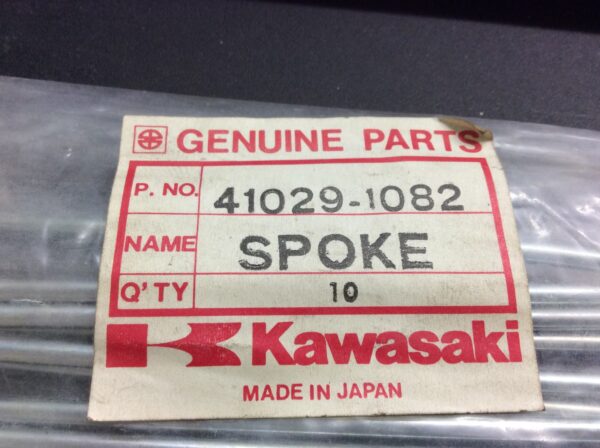 GENUINE PARTS
P. NO. 41029-1082
NAME SPOKE
Q'TY 10
Kawasaki
MADE IN JAPAN